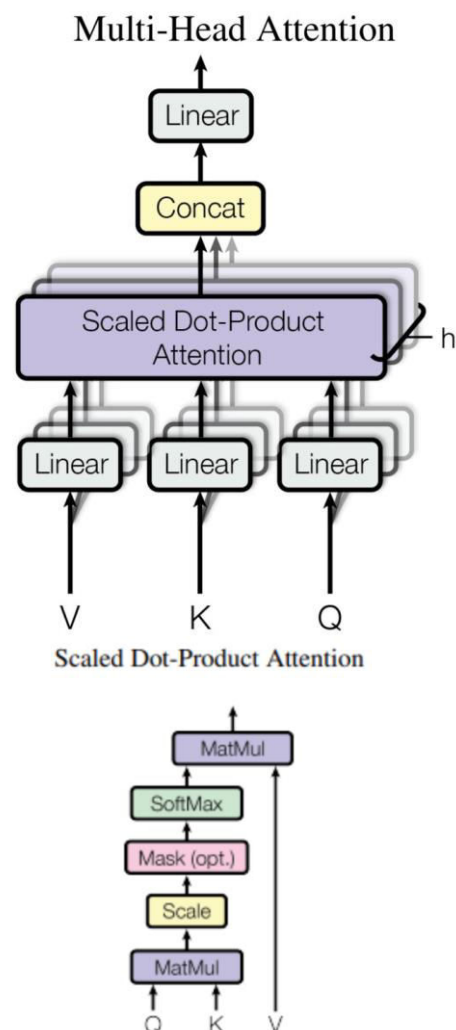 Multi-Head Attention
Linear
Concat
Scaled Dot-Product
Attention
h
Linear Linear Linear
V K Q
Scaled Dot-Product Attention
MatMul
SoftMax
Mask (opt.)
Scale
MatMul
Q K V